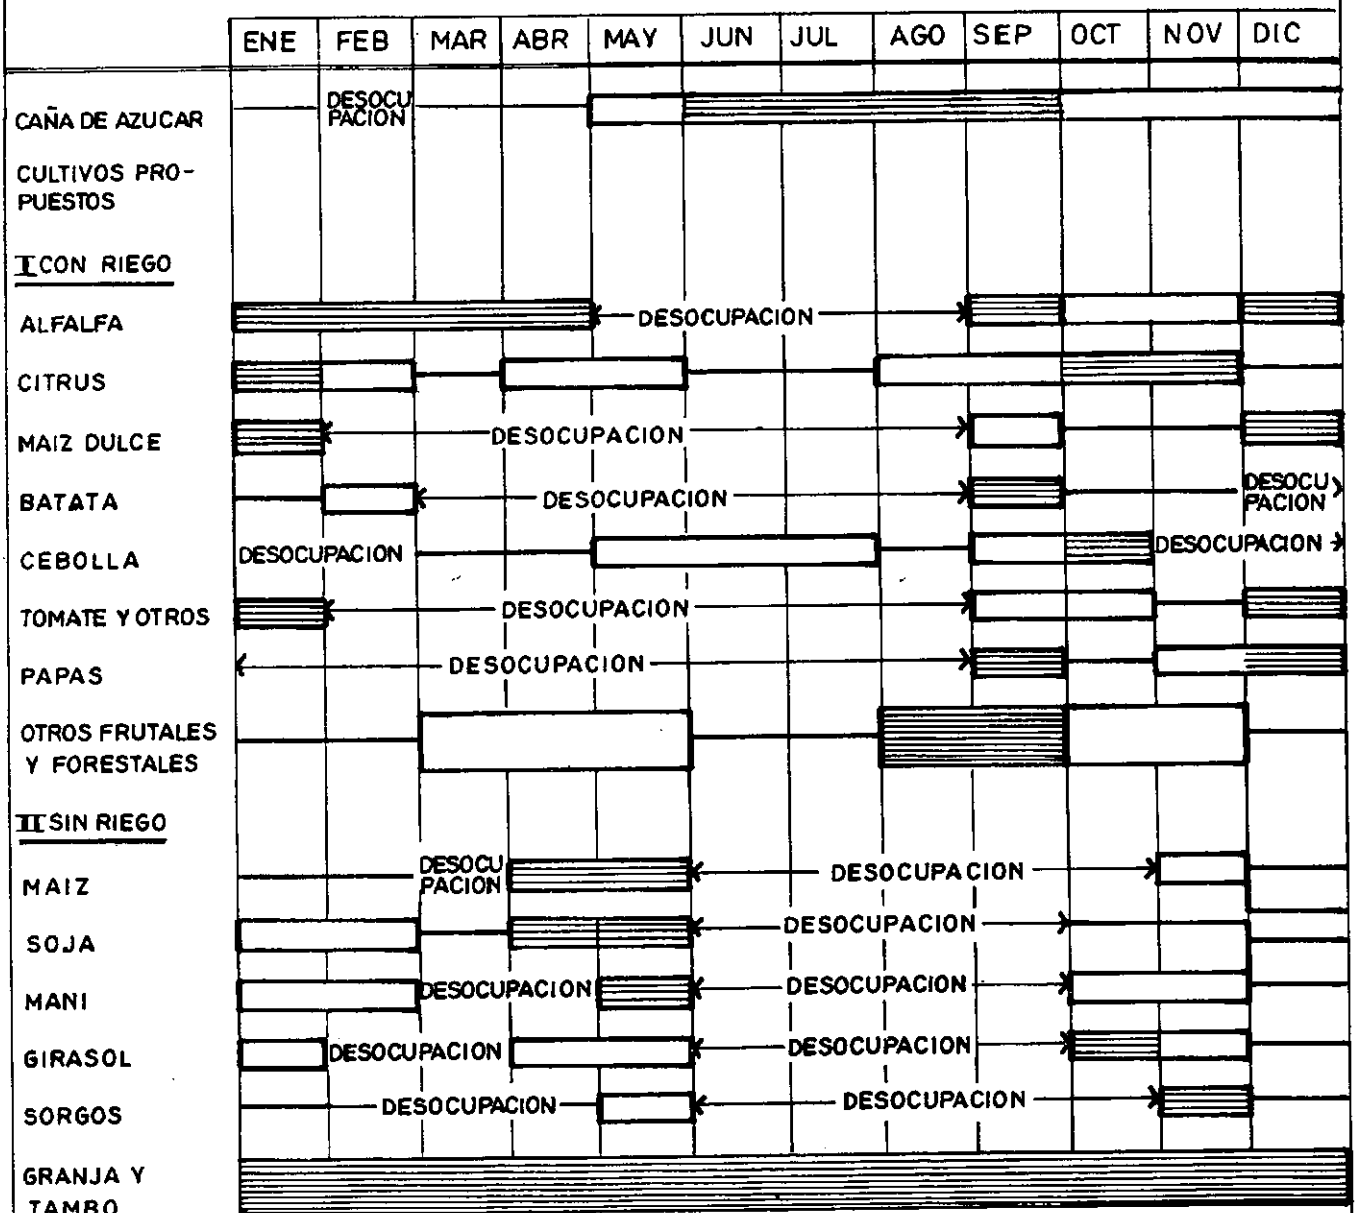 ENE FEB MAR ABR MAY JUN JUL AGO SEP OCT NOV DIC
CAÑA DE AZUCAR DESOCU
PACION
CULTIVOS PRO-
PUESTOS
I CON RIEGO
ALFALFA DESOCUPACION
CITRUS
MAIZ DULCE DESOCUPACION
BATATA DESOCUPACION DESOCU
PACION
CEBOLLA DESOCUPACION DESOCUPACION
TOMATE Y OTROS DESOCUPACION
PAPAS DESOCUPACION
OTROS FRUTALES
Y FORESTALES
II SIN RIEGO
MAIZ DESOCU
PACION DESOCUPACION
SOJA DESOCUPACION
MANI DESOCUPACION DESOCUPACION
GIRASOL DESOCUPACION DESOCUPACION
SORGOS DESOCUPACION DESOCUPACION
GRANJA Y
TAMBO